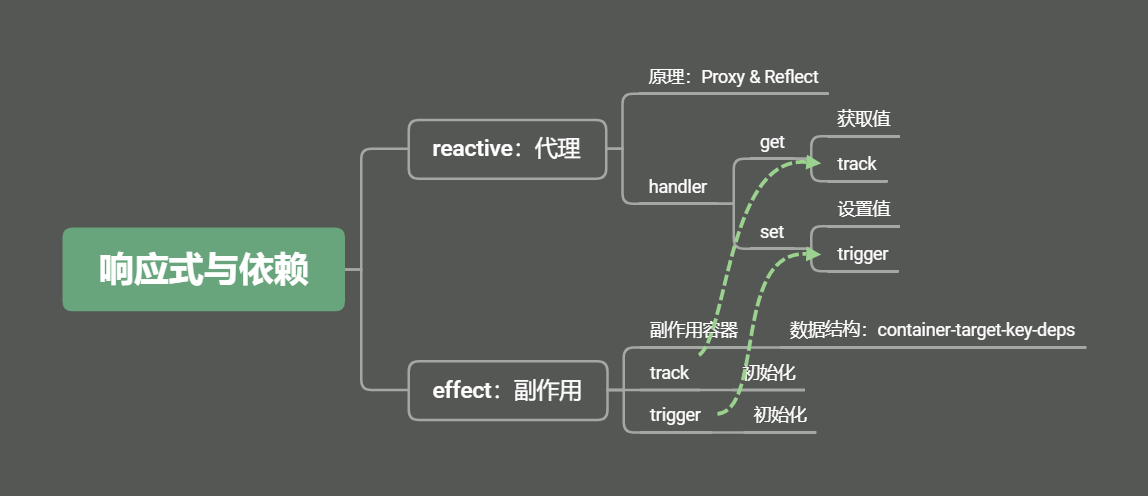 响应式与依赖
reactive：代理
原理：Proxy & Reflect
handler
get
获取值
track
set
设置值
trigger
effect：副作用
副作用容器
数据结构：container-target-key-deps
track
初始化
trigger
初始化